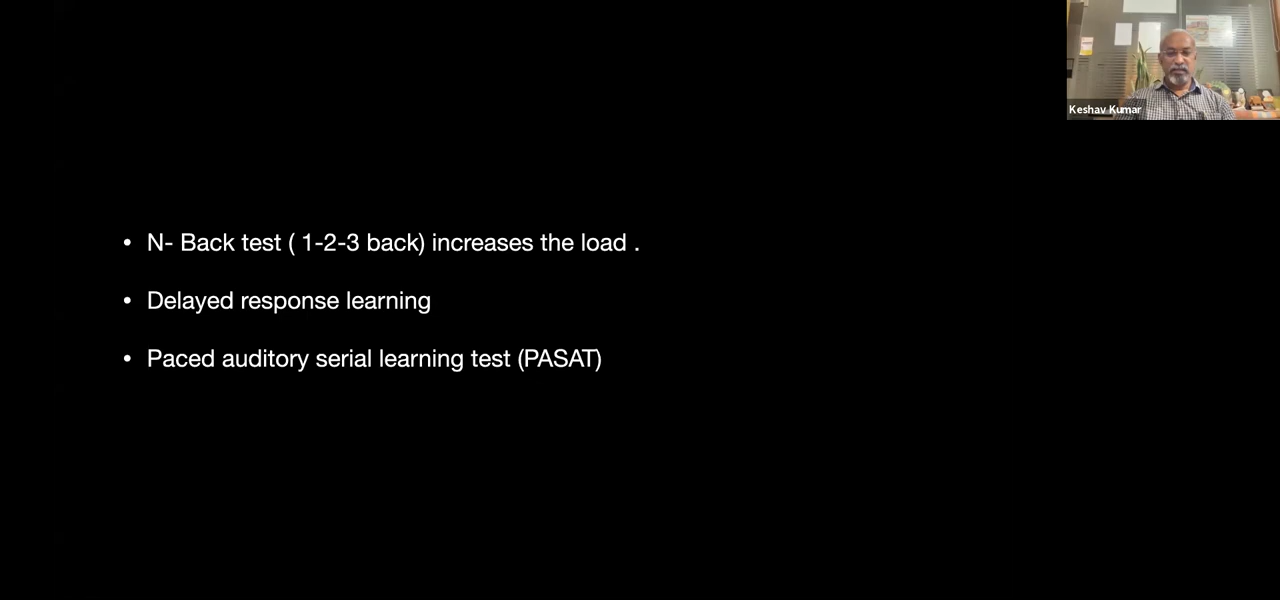 Keshav Kumar
• N- Back test ( 1-2-3 back) increases the load .
• Delayed response learning
• Paced auditory serial learning test (PASAT)